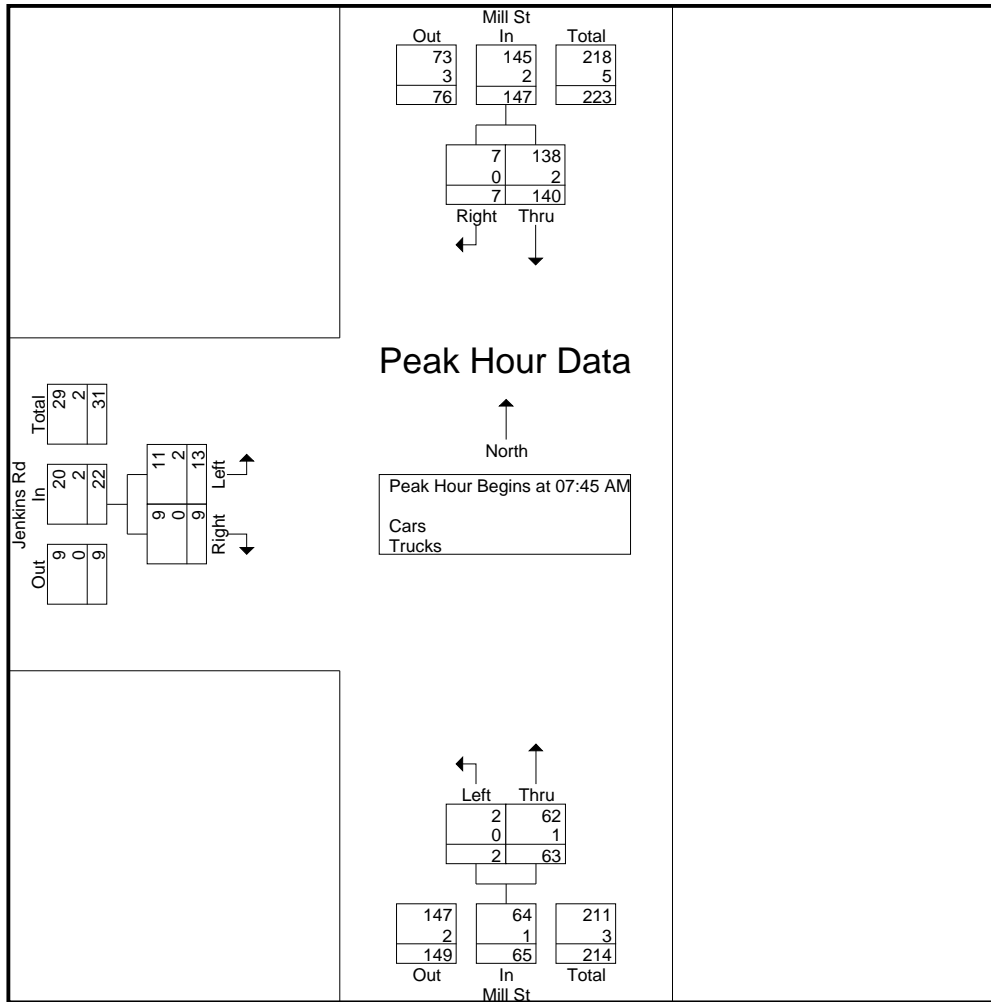 Mill St
Out In Total
73 145 218
3 2 5
76 147 223
7 138
0 2
7 140
Right Thru
Peak Hour Data
North
Peak Hour Begins at 07:45 AM
Cars
Trucks
Jenkins Rd
Total
29
2
31
In
20
2
22
Out
9
0
9
Left
11
2
13
Right
9
0
9
Left Thru
2 62
0 1
2 63
147 64 211
2 1 3
149 65 214
Out In Total
Mill St